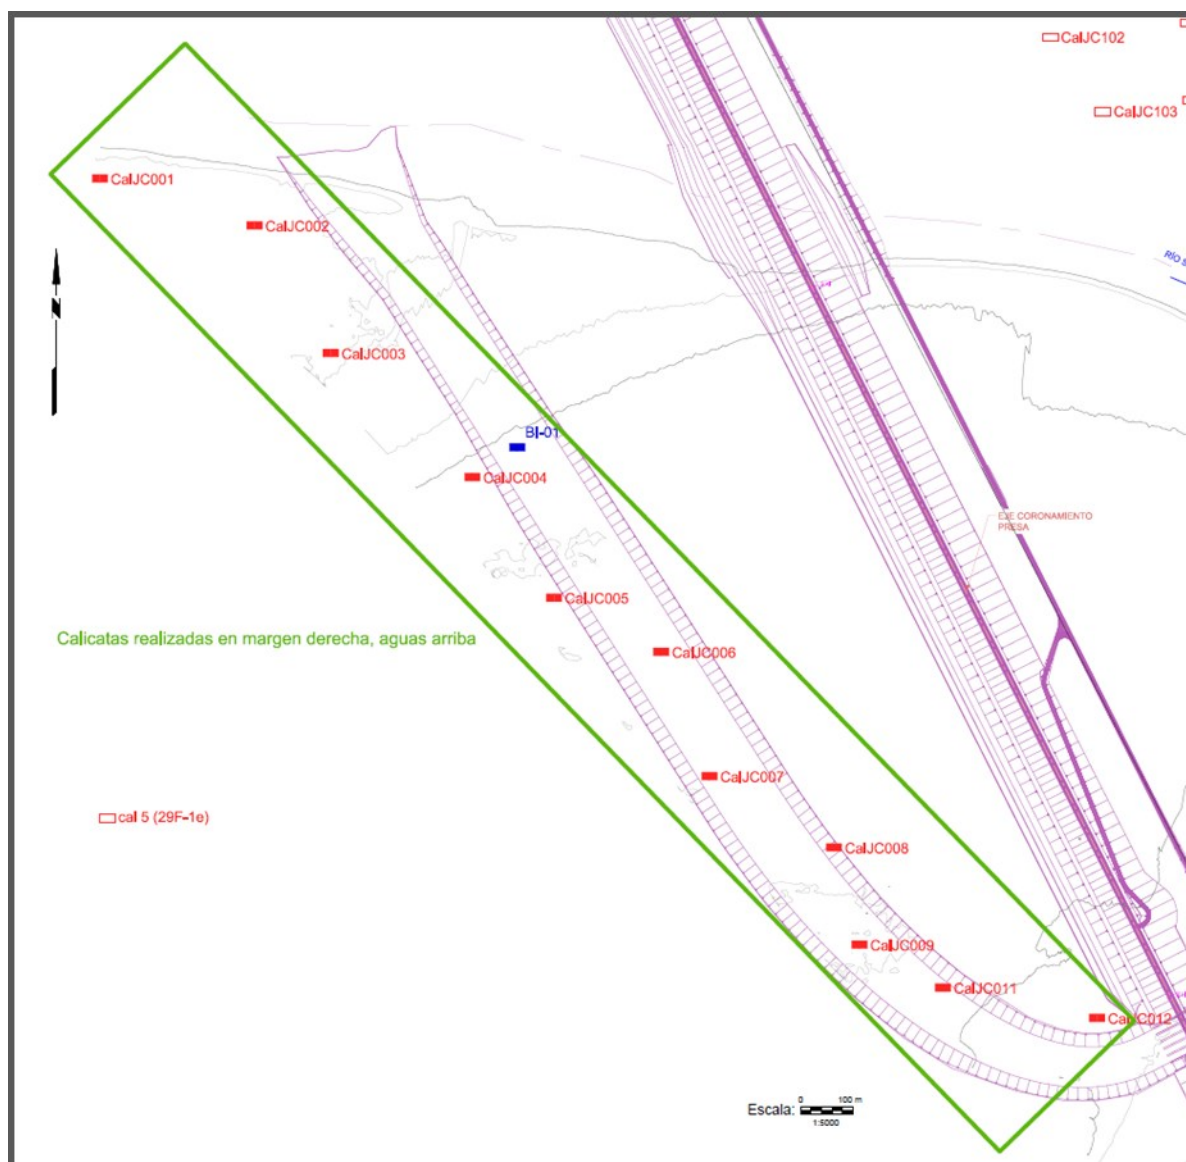 CalJC102
CalJC103
CalJC001
CalJC002
RÍO S
N
CalJC003
BI-01
CalJC004
EJE CORONAMIENTO
PRESA
CalJC005
Calicatas realizadas en margen derecha, aguas arriba
CalJC006
CalJC007
cal 5 (29F-1e)
CalJC008
CalJC009
CalJC011
CalJC012
0 100 m
Escala:
1:5000